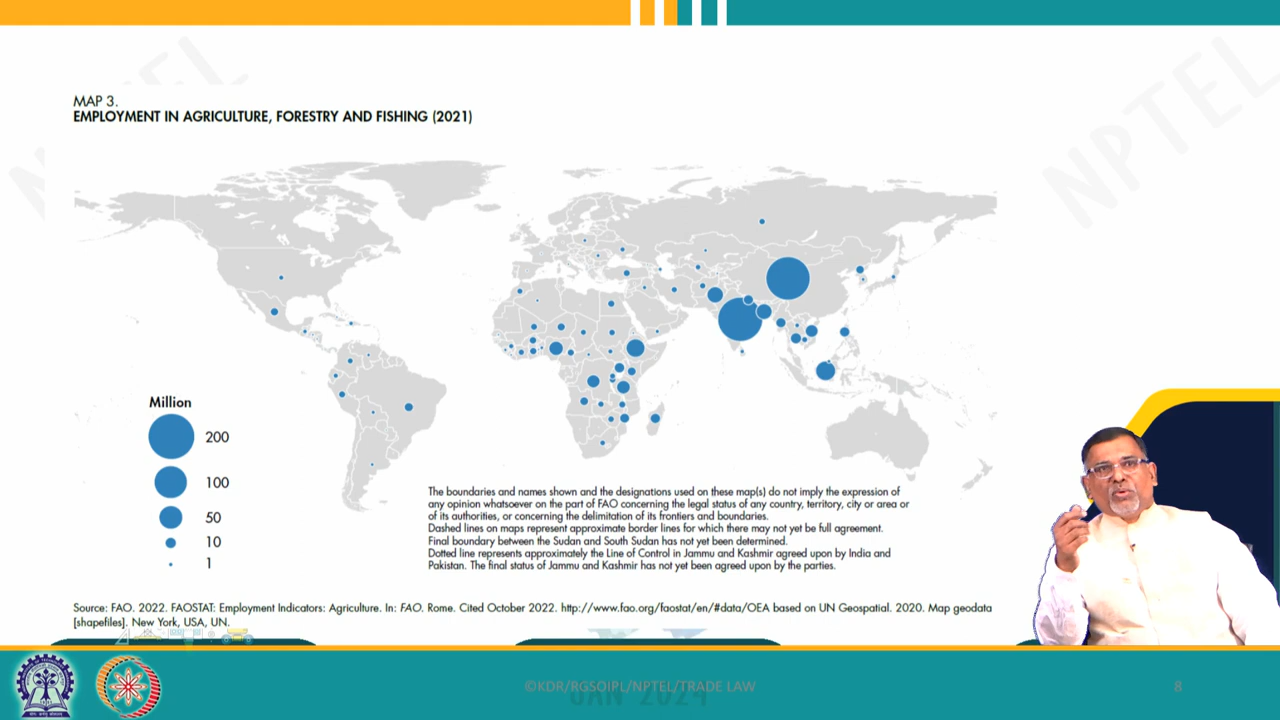 MAP 3.
EMPLOYMENT IN AGRICULTURE, FORESTRY AND FISHING (2021)
NPTEL
Million
200
100
50
10
1
The boundaries and names shown and the designations used on these map(s) do not imply the expression of
any opinion whatsoever on the part of FAO concerning the legal status of any country, territory, city or area or
of its authorities, or concerning the delimitation of its frontiers and boundaries.
Dashed lines on maps represent approximate border lines for which there may not yet be full agreement.
Final boundary between the Sudan and South Sudan has not yet been determined.
Dotted line represents approximately the Line of Control in Jammu and Kashmir agreed upon by India and
Pakistan. The final status of Jammu and Kashmir has not yet been agreed upon by the parties.
Source: FAO. 2022. FAOSTAT: Employment Indicators: Agriculture. In: FAO. Rome. Cited October 2022. http://www.fao.org/faostat/en/#data/OEA based on UN Geospatial. 2020. Map geodata
[shapefiles]. New York, USA, UN.
©KDR/RGSOIPL/NPTEL/TRADE LAW
JAN 2024
8